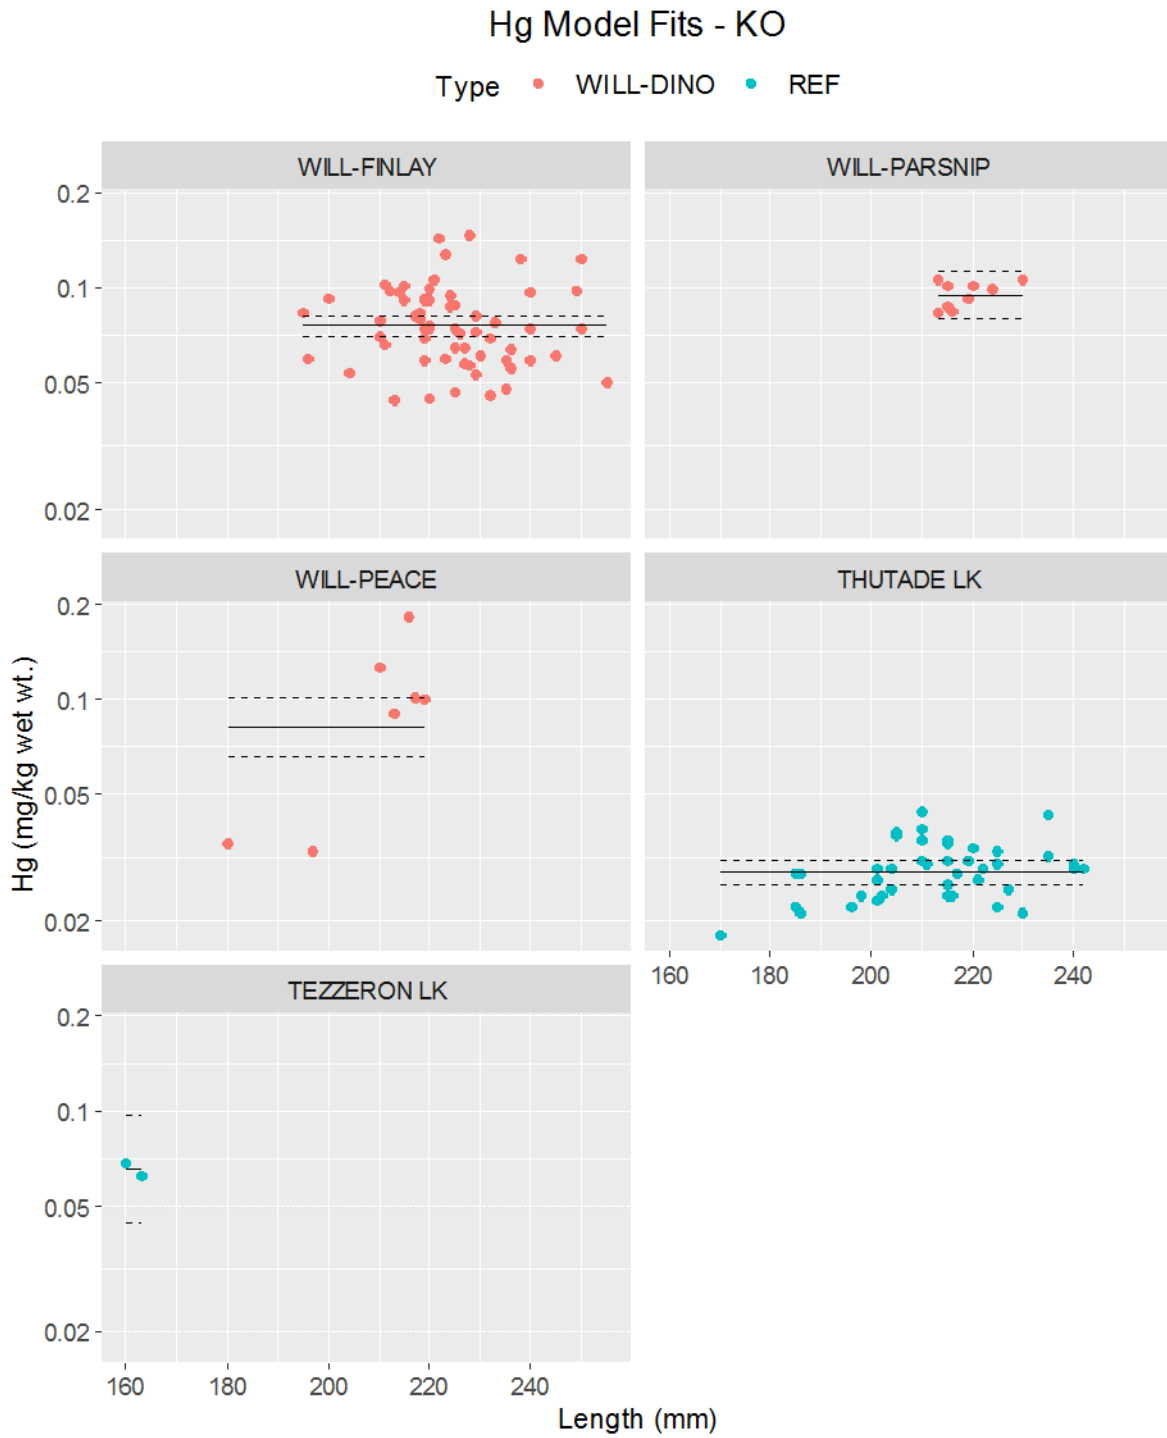 Hg Model Fits - KO
Type WILL-DINO REF
WILL-FINLAY WILL-PARSNIP
0.2
0.1
0.05
0.02
WILL-PEACE THUTADE LK
0.2
0.1
0.05
0.02
160 180 200 220 240
TEZZERON LK
0.2
0.1
0.05
0.02
160 180 200 220 240
Hg (mg/kg wet wt.)
Length (mm)